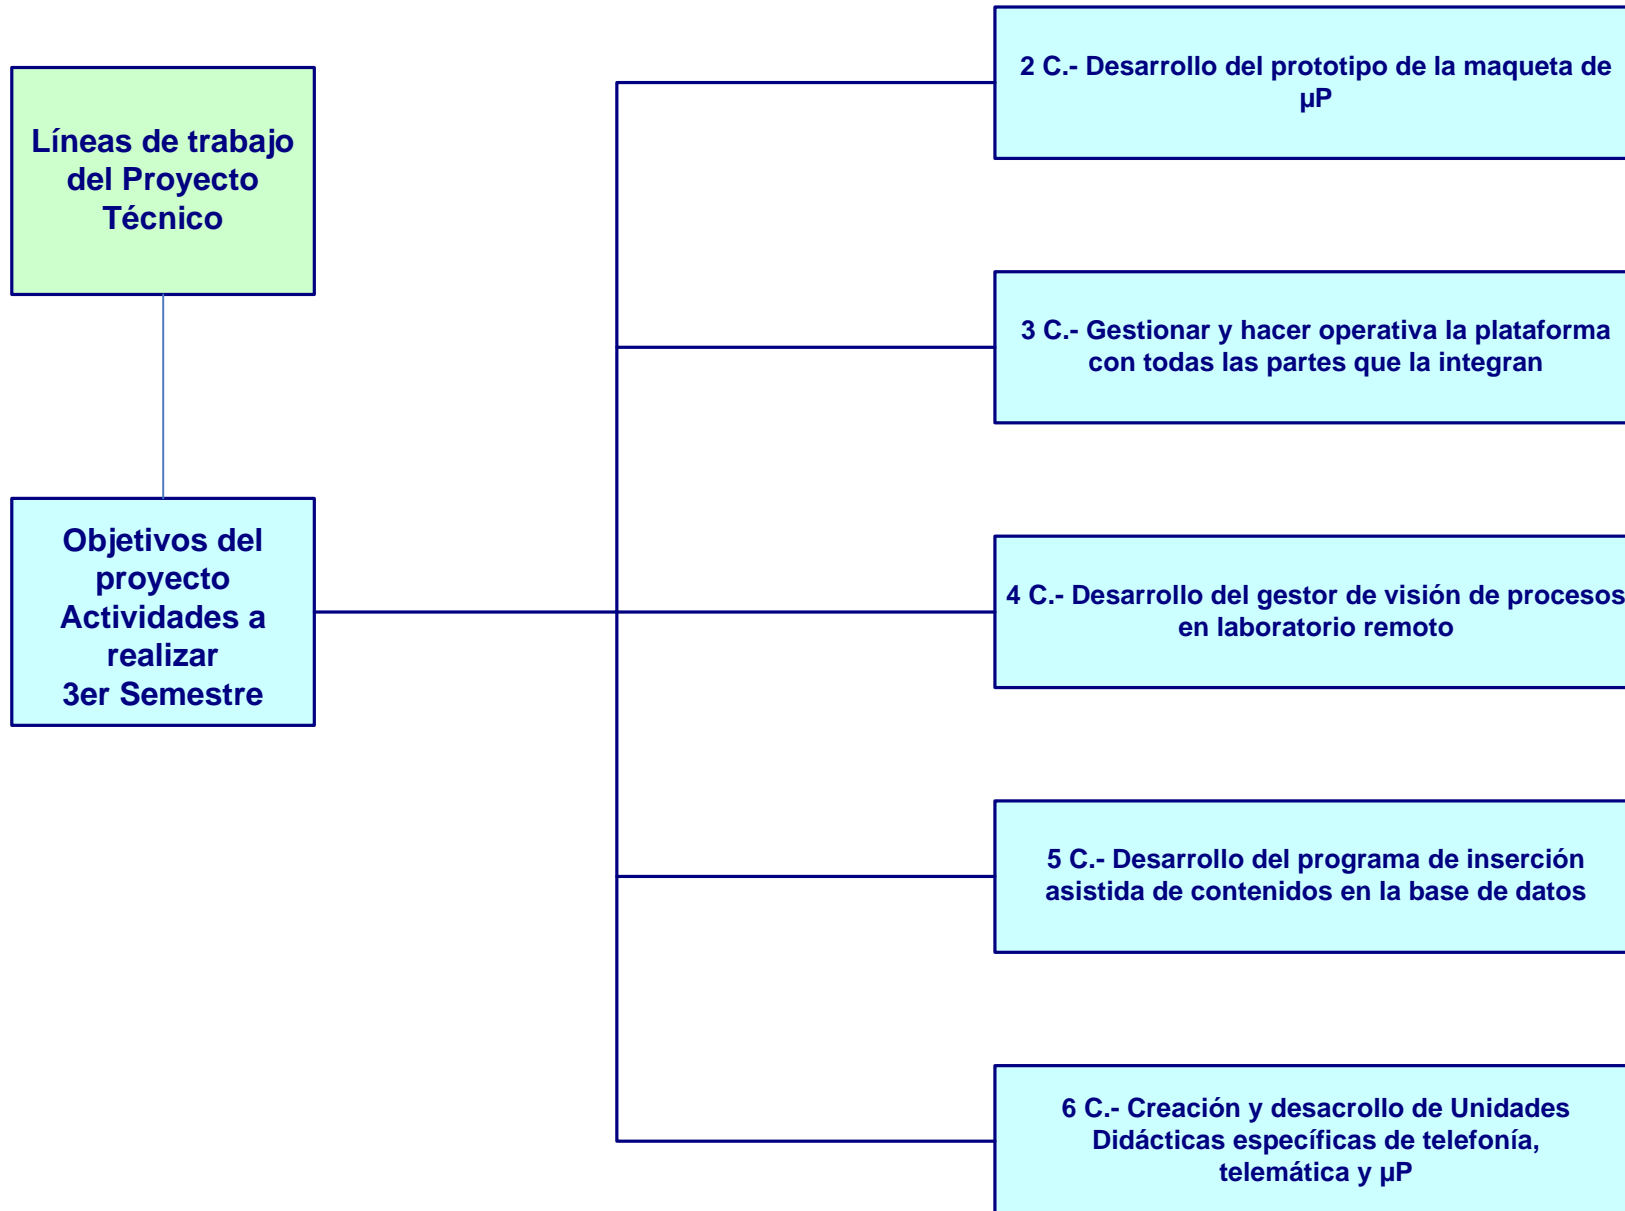 Líneas de trabajo
del Proyecto
Técnico
Objetivos del
proyecto
Actividades a
realizar
3er Semestre
2 C.- Desarrollo del prototipo de la maqueta de
µP
3 C.- Gestionar y hacer operativa la plataforma
con todas las partes que la integran
4 C.- Desarrollo del gestor de visión de procesos
en laboratorio remoto
5 C.- Desarrollo del programa de inserción
asistida de contenidos en la base de datos
6 C.- Creación y desacrollo de Unidades
Didácticas específicas de telefonía,
telemática y µP